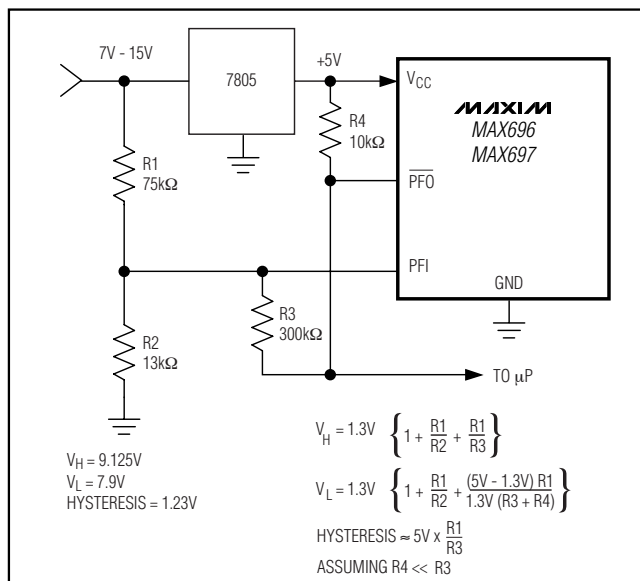 7V - 15V
7805
+5V
VCC
MAXIM
MAX696
MAX697
R4
10kΩ
PFO
R1
75kΩ
PFI
GND
R3
300kΩ
R2
13kΩ
TO μP
VH = 9.125V
VL = 7.9V
HYSTERESIS = 1.23V
VH = 1.3V { 1 + R1/R2 + R1/R3 }
VL = 1.3V { 1 + R1/R2 + (5V - 1.3V) R1/1.3V (R3 + R4) }
HYSTERESIS ≈ 5V x R1/R3
ASSUMING R4 << R3